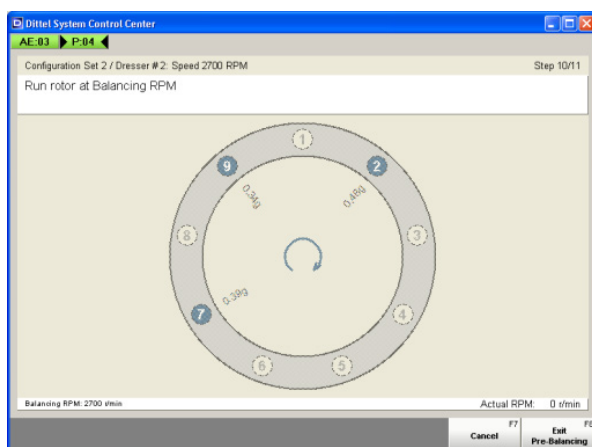 Dittel System Control Center
AE:03 P:04
Configuration Set 2 / Dresser # 2: Speed 2700 RPM Step 10/11
Run rotor at Balancing RPM
1
9 2
0.34g 0.48g
8 3
0.39g
7 4
6 5
Balancing RPM: 2700 r/min Actual RPM: 0 r/min
F7 F8
Cancel Exit
Pre-Balancing